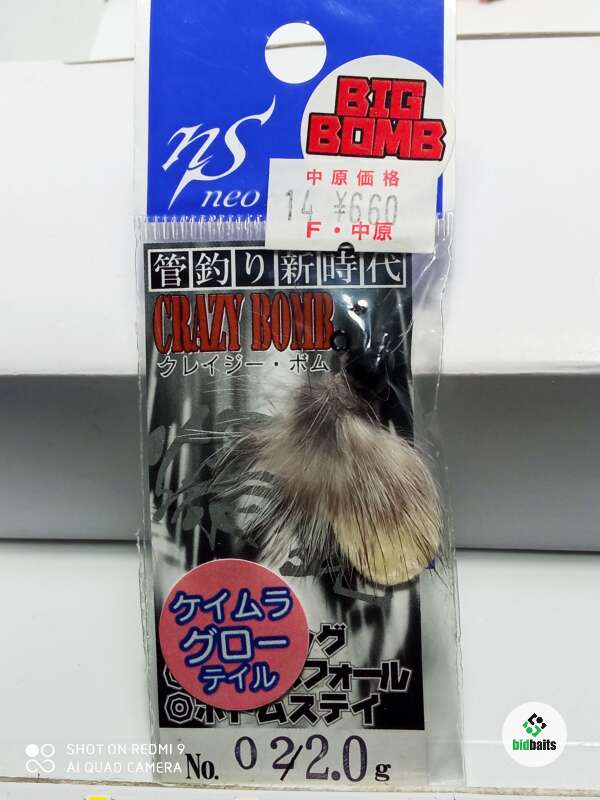 BIG
BOMB
ns
neo
中原価格
14 ¥660
F・中原
管釣り新時代
CRAZY BOMB
クレイジー・ボム
ケイムラ
グロー
テイル
グ
フォール
◎ボトムステイ
No. 02/2.0g
SHOT ON REDMI 9
AI QUAD CAMERA
bidbaits